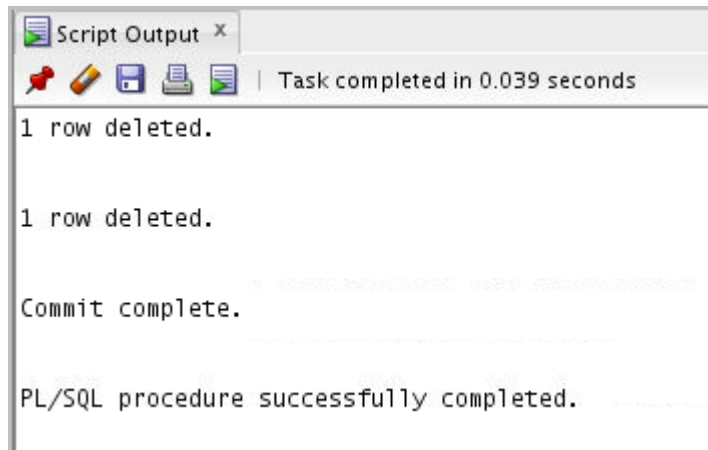 Script Output x
Task completed in 0.039 seconds
1 row deleted.
1 row deleted.
Commit complete.
PL/SQL procedure successfully completed.